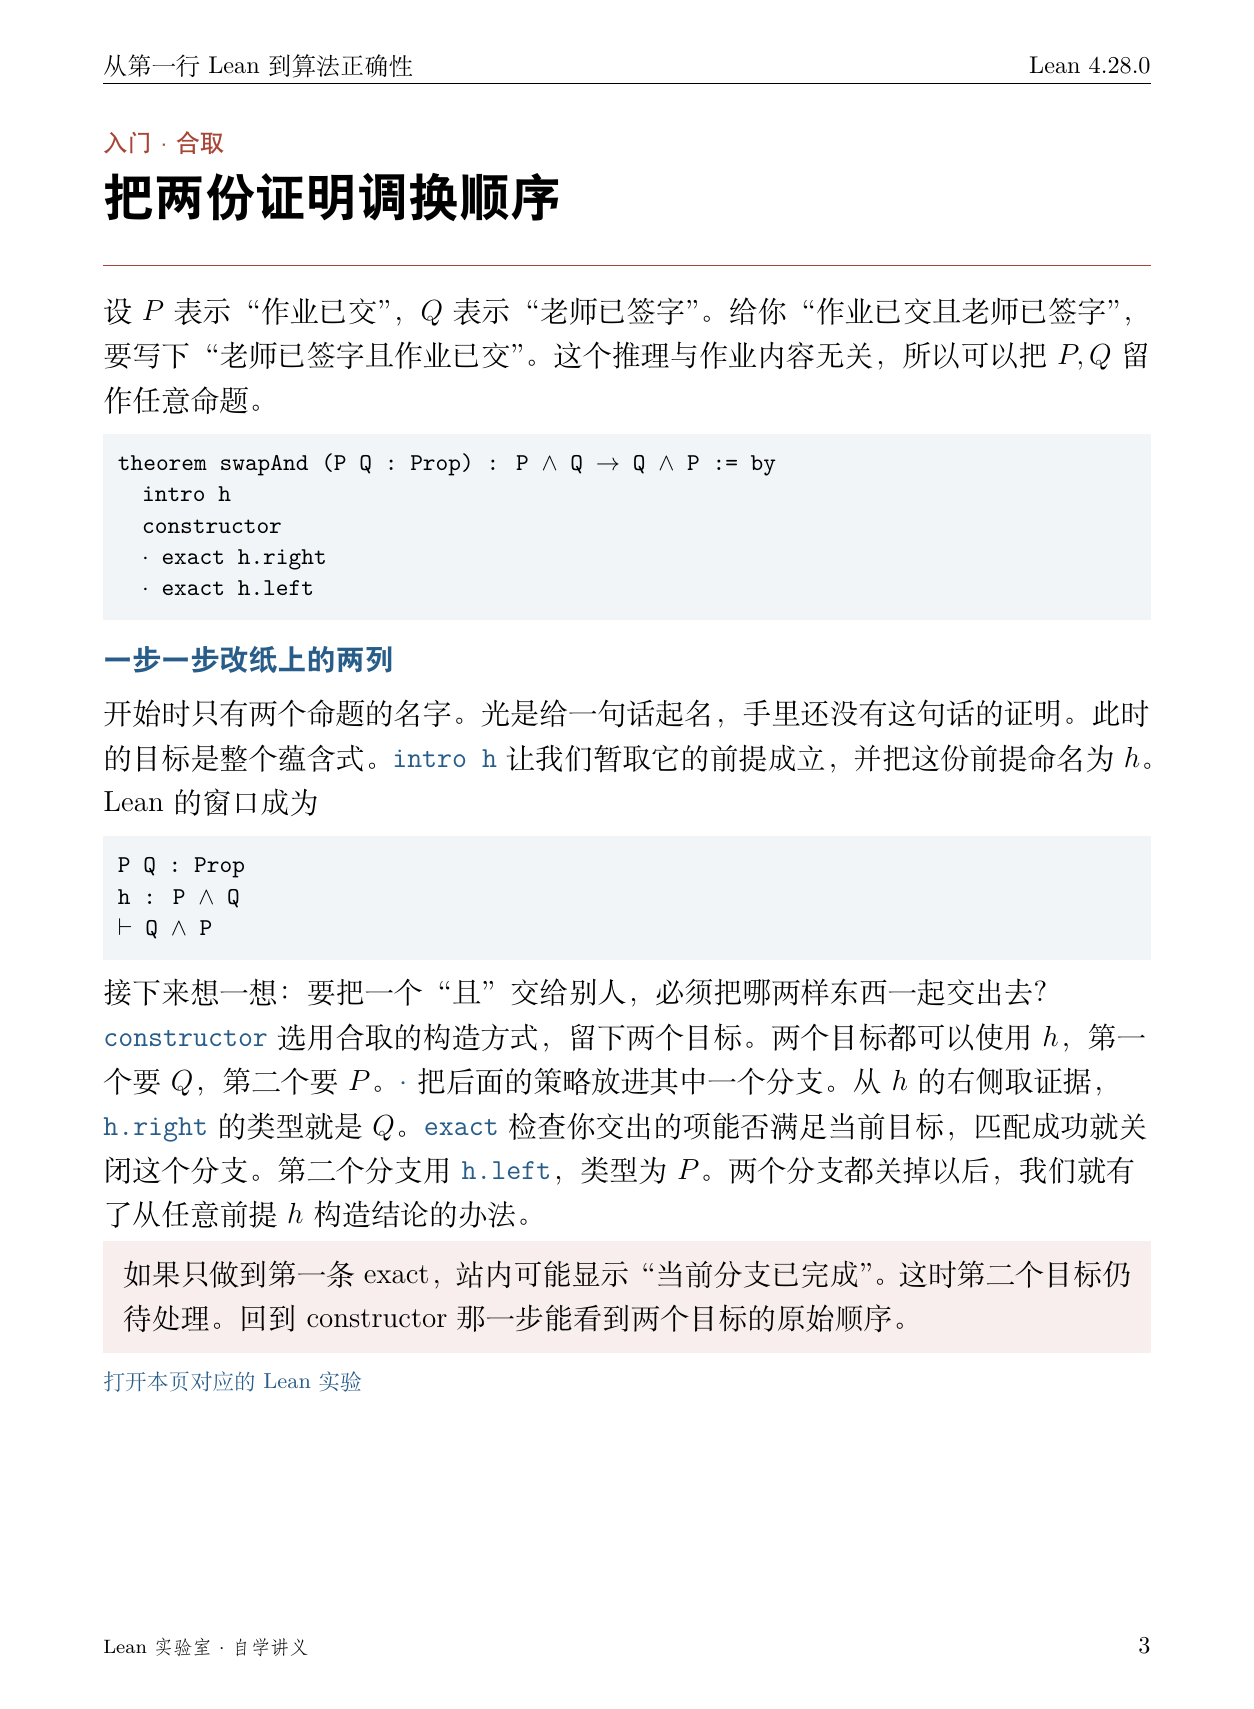 从第一行 Lean 到算法正确性
Lean 4.28.0
入门 · 合取
把两份证明调换顺序
设 P 表示“作业已交”，Q 表示“老师已签字”。给你“作业已交且老师已签字”，
要写下“老师已签字且作业已交”。这个推理与作业内容无关，所以可以把 P, Q 留
作任意命题。
theorem swapAnd (P Q : Prop) : P ∧ Q → Q ∧ P := by
  intro h
  constructor
  · exact h.right
  · exact h.left
一步一步改纸上的两列
开始时只有两个命题的名字。光是给一句话起名，手里还没有这句话的证明。此时
的目标是整个蕴含式。intro h 让我们暂取它的前提成立，并把这份前提命名为 h。
Lean 的窗口成为
P Q : Prop
h : P ∧ Q
⊢ Q ∧ P
接下来想一想：要把一个“且”交给别人，必须把哪两样东西一起交出去？
constructor 选用合取的构造方式，留下两个目标。两个目标都可以使用 h，第一
个要 Q，第二个要 P。· 把后面的策略放进其中一个分支。从 h 的右侧取证据，
h.right 的类型就是 Q。exact 检查你交出的项能否满足当前目标，匹配成功就关
闭这个分支。第二个分支用 h.left，类型为 P。两个分支都关掉以后，我们就有
了从任意前提 h 构造结论的办法。
如果只做到第一条 exact，站内可能显示“当前分支已完成”。这时第二个目标仍
待处理。回到 constructor 那一步能看到两个目标的原始顺序。
打开本页对应的 Lean 实验
Lean 实验室 · 自学讲义
3